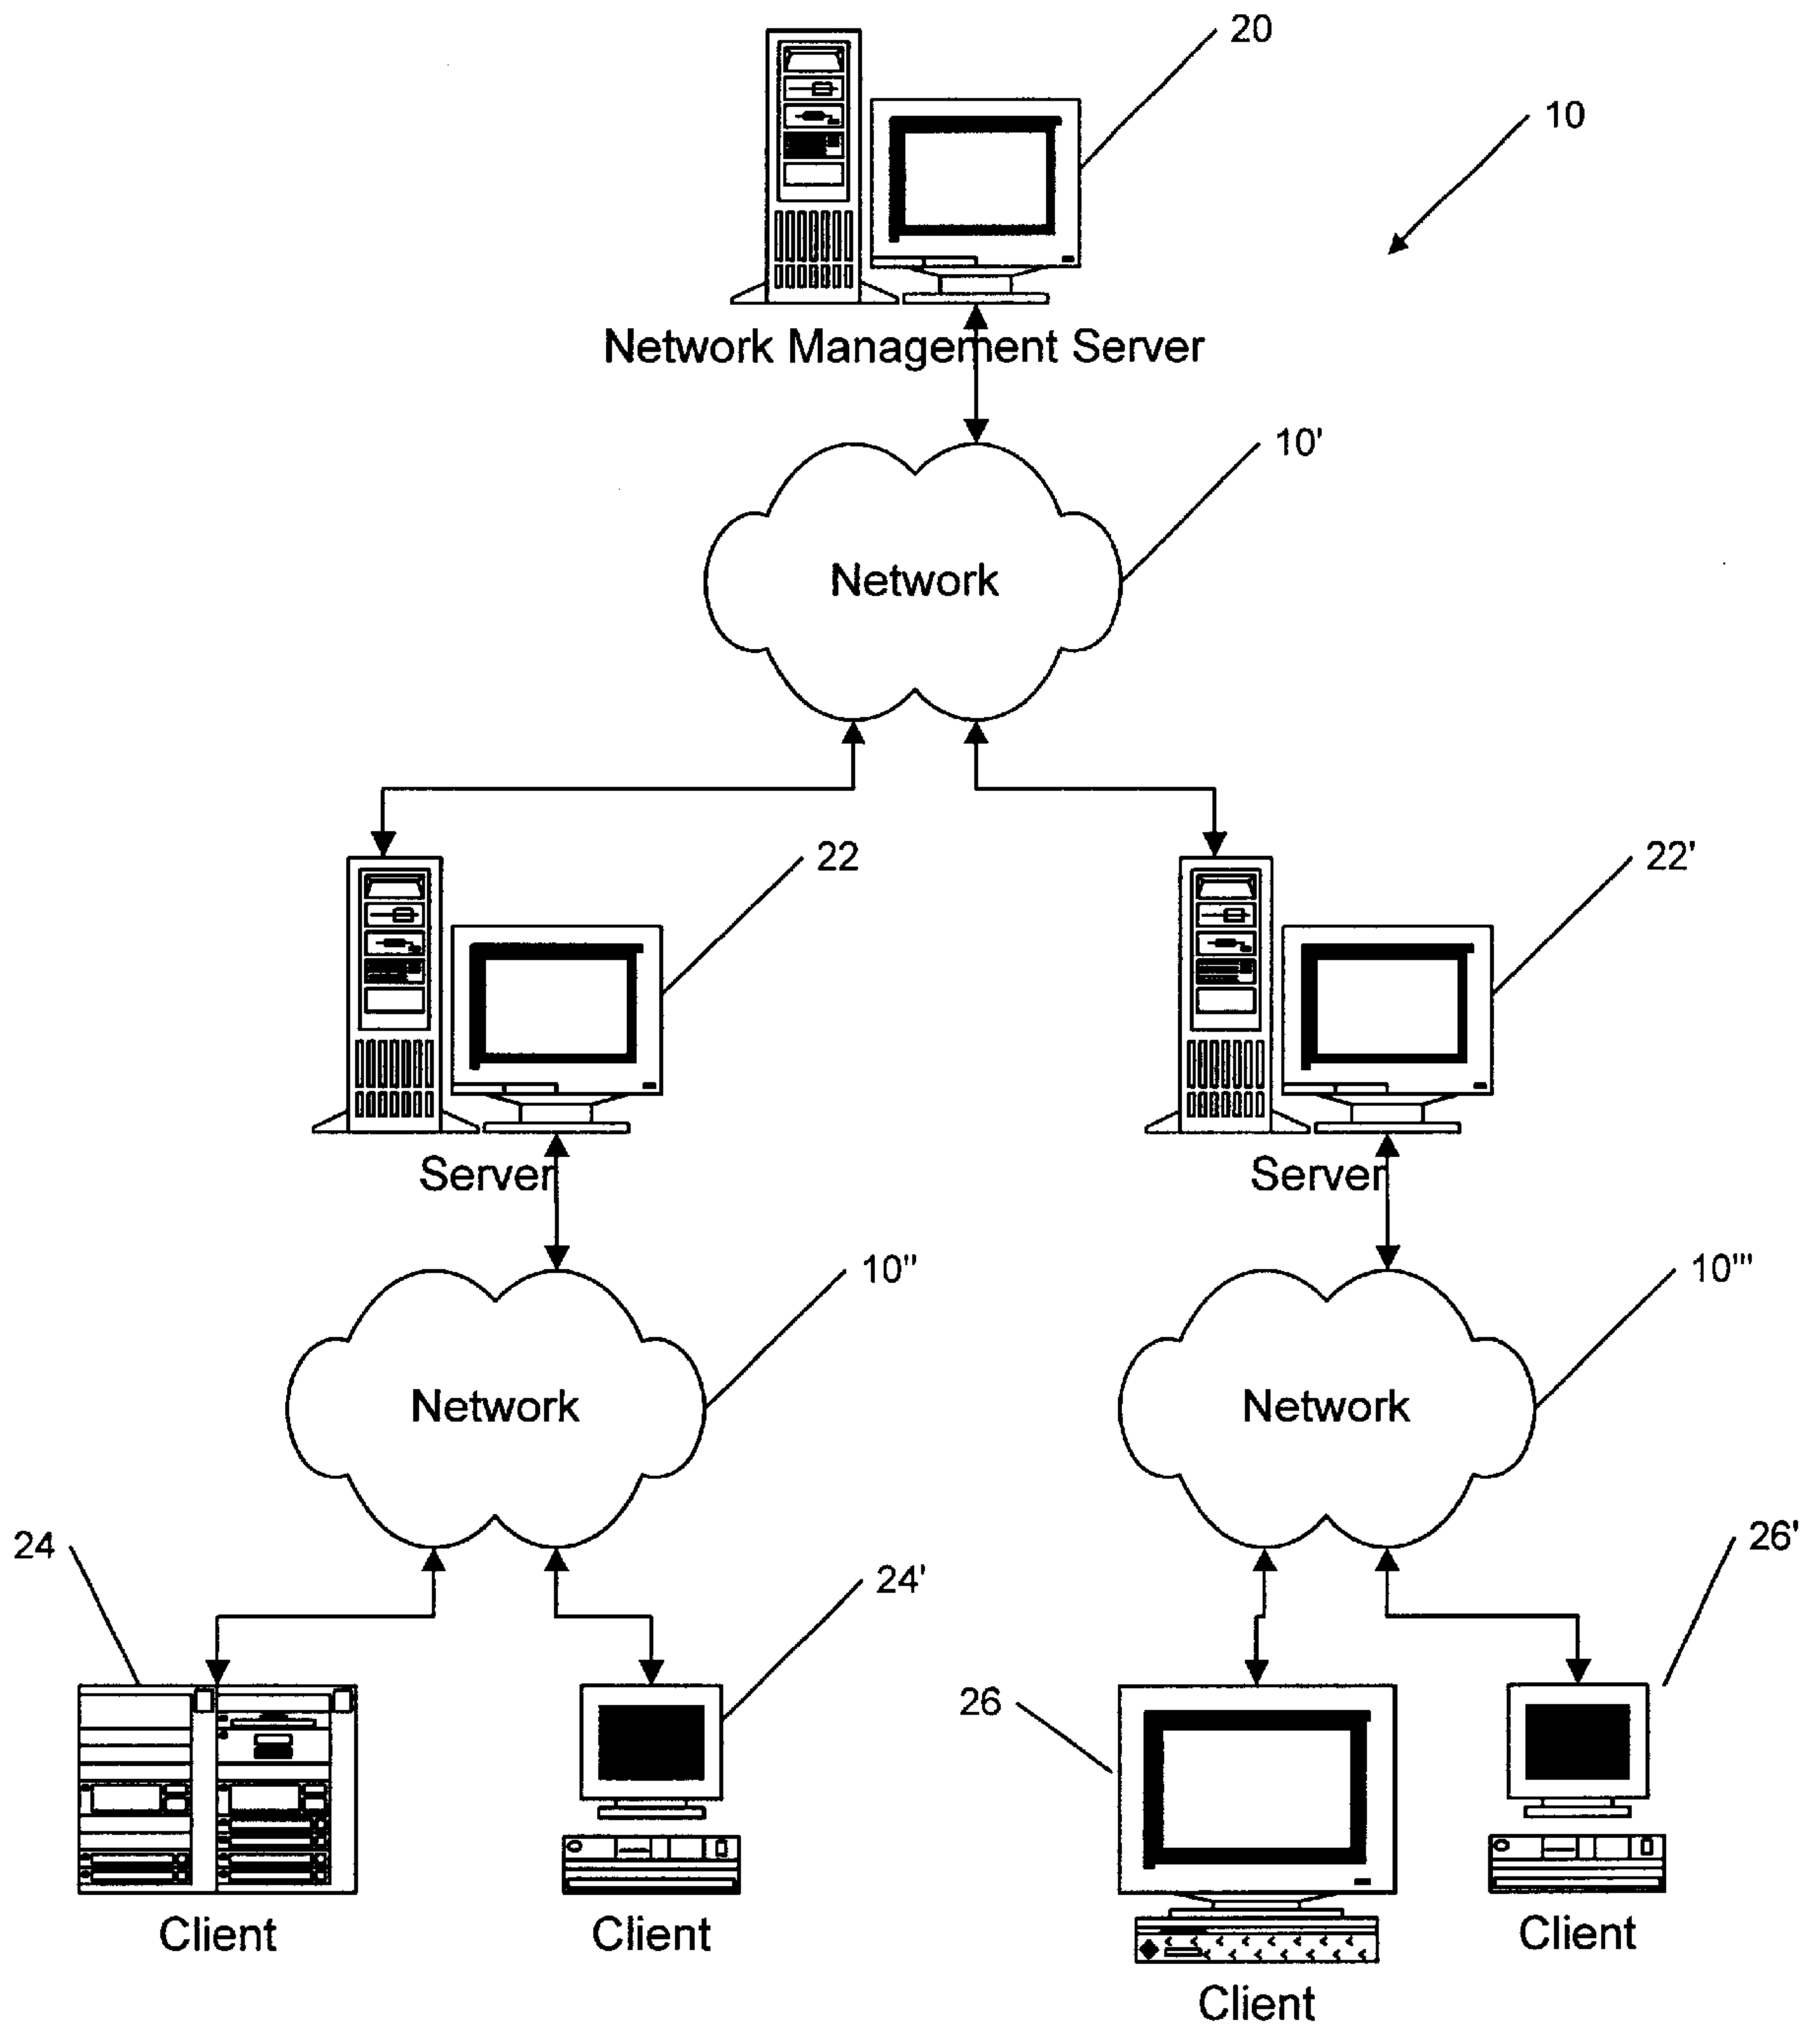 20
10
Network Management Server
10'
Network
22
22'
Server
Server
10"
10'"
Network
Network
24
24'
26'
26
Client
Client
Client
Client